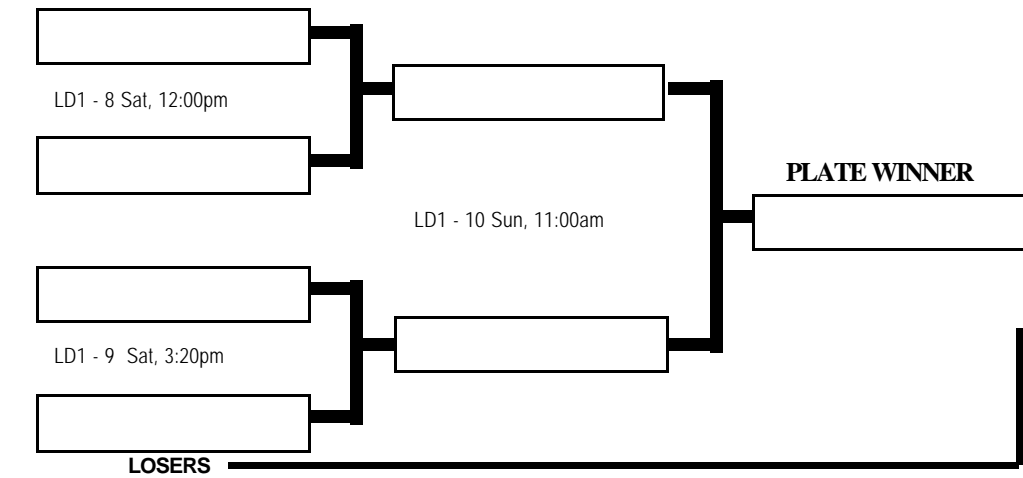 LD1 - 8 Sat, 12:00pm
PLATE WINNER
LD1 - 10 Sun, 11:00am
LD1 - 9  Sat, 3:20pm
LOSERS